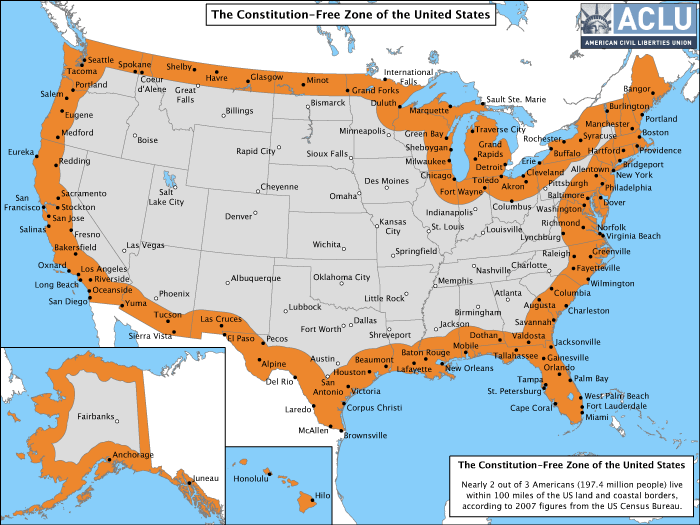 The Constitution-Free Zone of the United States
ACLU
AMERICAN CIVIL LIBERTIES UNION
Seattle
Tacoma
Spokane
Coeur
d'Alene
Shelby
Great
Falls
Havre
Glasgow
Minot
International
Falls
Grand Forks
Duluth
Sault Ste. Marie
Marquette
Bangor
Portland
Salem
Eugene
Medford
Boise
Billings
Bismarck
Minneapolis
Green Bay
Sheboygan
Milwaukee
Chicago
Traverse City
Grand
Rapids
Detroit
Toledo
Fort Wayne
Akron
Cleveland
Erie
Rochester
Buffalo
Syracuse
Burlington
Manchester
Portland
Boston
Providence
Hartford
Bridgeport
New York
Allentown
Pittsburgh
Philadelphia
Baltimore
Dover
Washington
Richmond
Norfolk
Virginia Beach
Lynchburg
Raleigh
Greenville
Fayetteville
Wilmington
Charlotte
Columbia
Charleston
Augusta
Savannah
Eureka
Redding
Sacramento
San
Francisco
Stockton
San Jose
Salinas
Fresno
Bakersfield
Oxnard
Los Angeles
Long Beach
Riverside
Oceanside
San Diego
Yuma
Las Vegas
Salt
Lake City
Phoenix
Tucson
Sierra Vista
Rapid City
Sioux Falls
Cheyenne
Denver
Omaha
Des Moines
Kansas
City
Wichita
Springfield
St. Louis
Indianapolis
Columbus
Louisville
Nashville
Memphis
Atlanta
Birmingham
Jackson
Little Rock
Oklahoma City
Albuquerque
Lubbock
Fort Worth
Dallas
Shreveport
Austin
Las Cruces
El Paso
Pecos
Alpine
Del Rio
San
Antonio
Houston
Beaumont
Victoria
Laredo
Corpus Christi
McAllen
Brownsville
Lafayette
Baton Rouge
New Orleans
Mobile
Dothan
Tallahassee
Valdosta
Jacksonville
Gainesville
Orlando
Tampa
St. Petersburg
Palm Bay
Cape Coral
West Palm Beach
Fort Lauderdale
Miami
Fairbanks
Anchorage
Juneau
Honolulu
Hilo
The Constitution-Free Zone of the United States
Nearly 2 out of 3 Americans (197.4 million people) live
within 100 miles of the US land and coastal borders,
according to 2007 figures from the US Census Bureau.